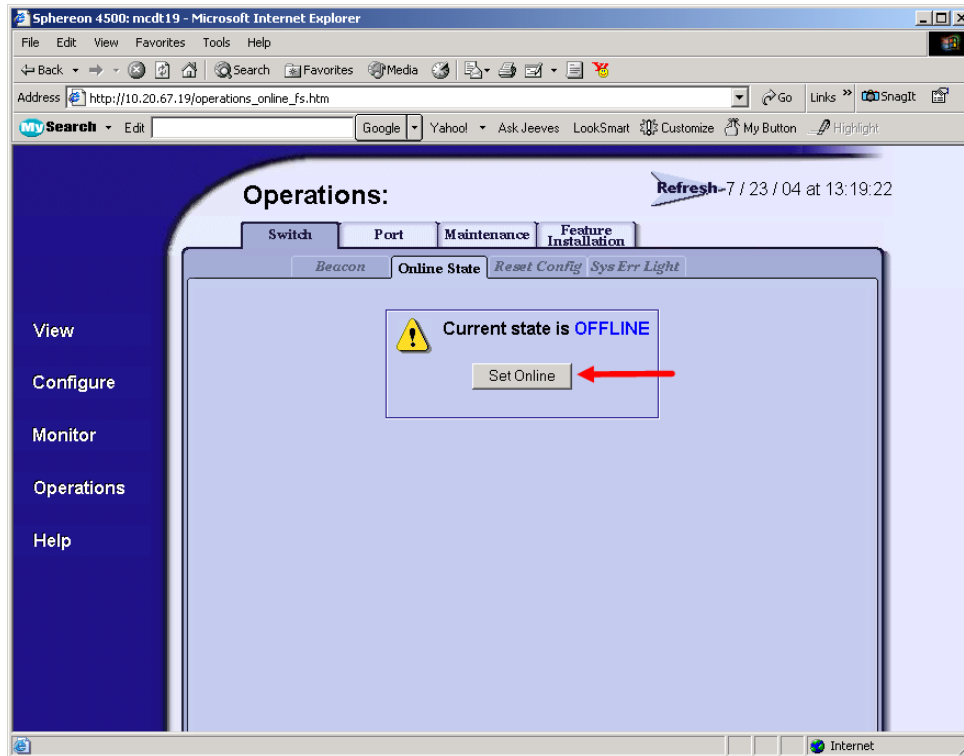 Sphereon 4500: mcdt19 - Microsoft Internet Explorer
File Edit View Favorites Tools Help
Back Search Favorites Media
Address http://10.20.67.19/operations_online_fs.htm Go Links » SnagIt
My Search Edit Google Yahoo! Ask Jeeves LookSmart Customize My Button Highlight
Operations:
Refresh-7 / 23 / 04 at 13:19:22
Switch Port Maintenance Feature Installation
Beacon Online State Reset Config Sys Err Light
Current state is OFFLINE
Set Online
View
Configure
Monitor
Operations
Help
Internet